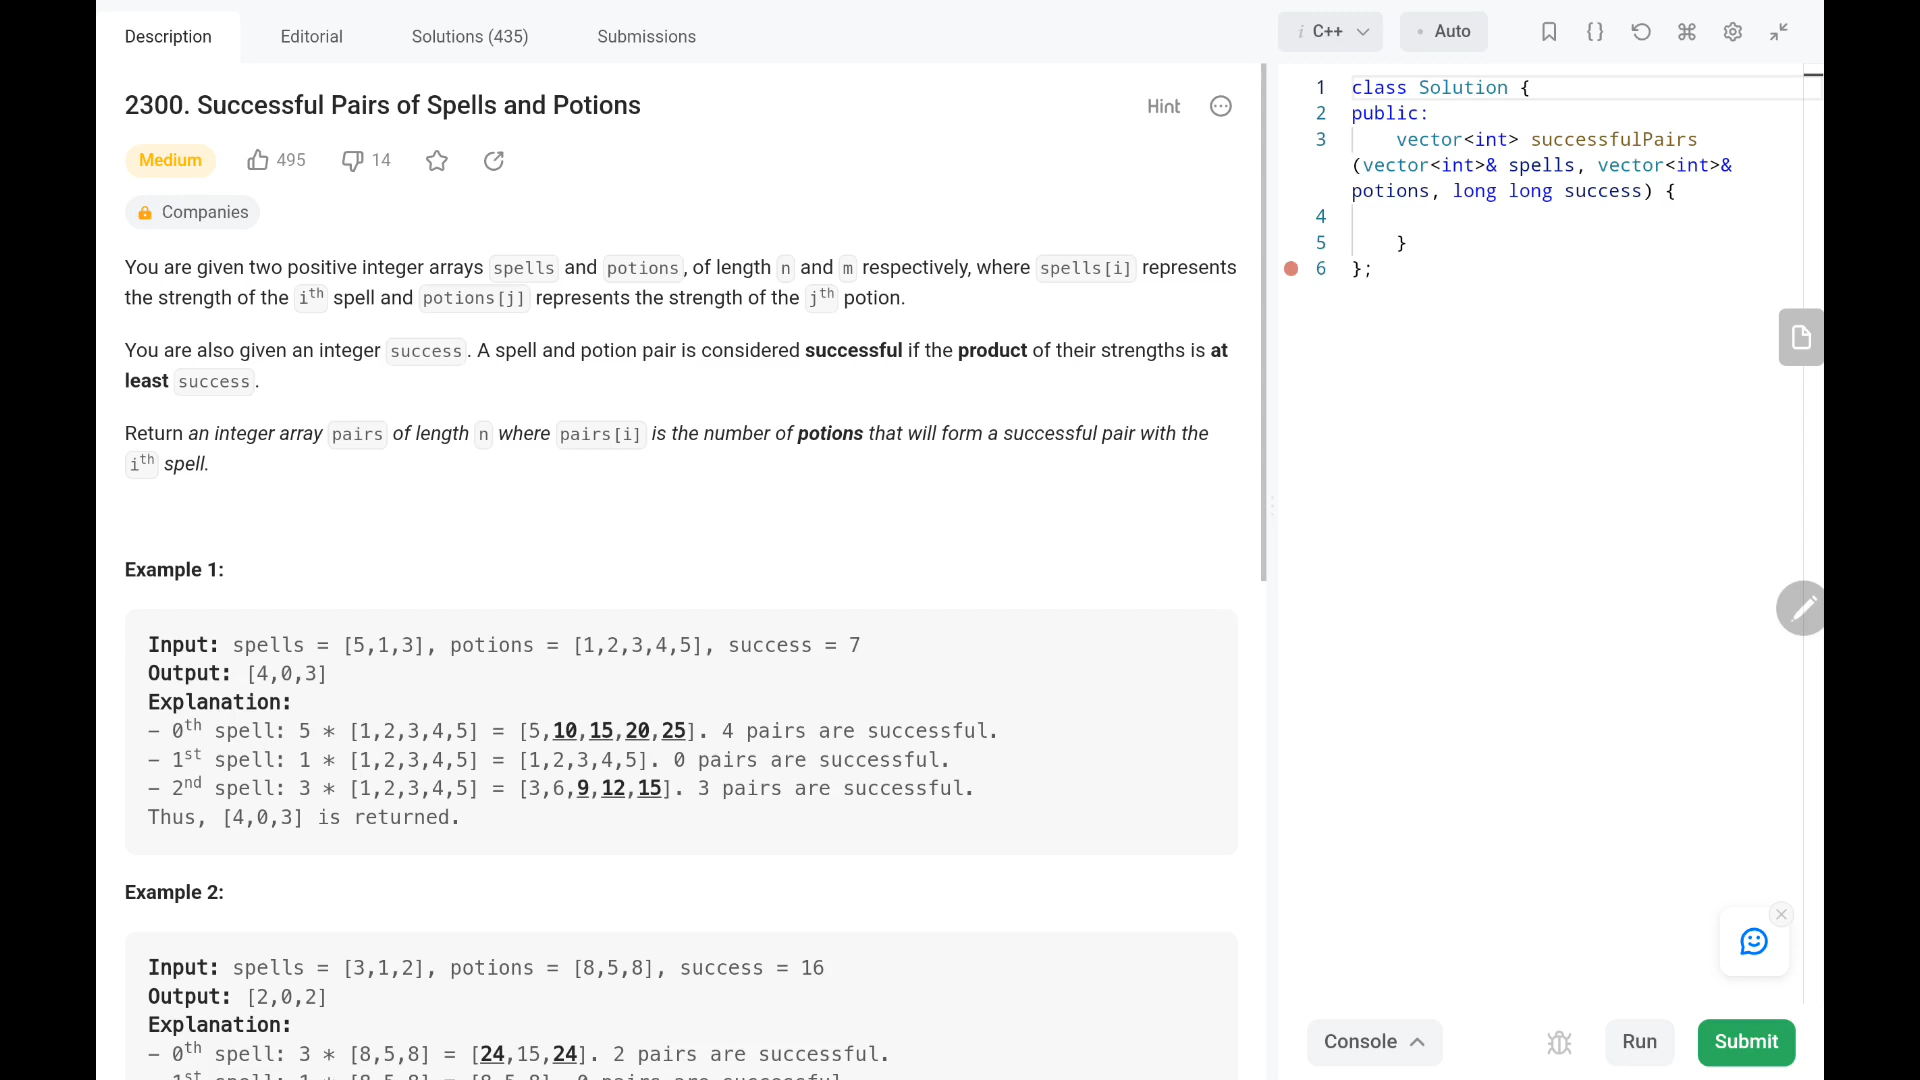 Description Editorial Solutions (435) Submissions
i C++ • Auto {}
2300. Successful Pairs of Spells and Potions Hint
Medium 495 14
Companies
You are given two positive integer arrays spells and potions, of length n and m respectively, where spells[i] represents
the strength of the iᵗʰ spell and potions[j] represents the strength of the jᵗʰ potion.
You are also given an integer success. A spell and potion pair is considered successful if the product of their strengths is at
least success.
Return an integer array pairs of length n where pairs[i] is the number of potions that will form a successful pair with the
iᵗʰ spell.
Example 1:
Input: spells = [5,1,3], potions = [1,2,3,4,5], success = 7
Output: [4,0,3]
Explanation:
- 0ᵗʰ spell: 5 * [1,2,3,4,5] = [5,10,15,20,25]. 4 pairs are successful.
- 1ˢᵗ spell: 1 * [1,2,3,4,5] = [1,2,3,4,5]. 0 pairs are successful.
- 2ⁿᵈ spell: 3 * [1,2,3,4,5] = [3,6,9,12,15]. 3 pairs are successful.
Thus, [4,0,3] is returned.
Example 2:
Input: spells = [3,1,2], potions = [8,5,8], success = 16
Output: [2,0,2]
Explanation:
- 0ᵗʰ spell: 3 * [8,5,8] = [24,15,24]. 2 pairs are successful.
1 class Solution {
2 public:
3 vector<int> successfulPairs
(vector<int>& spells, vector<int>&
potions, long long success) {
4
5 }
6 };
Console Run Submit